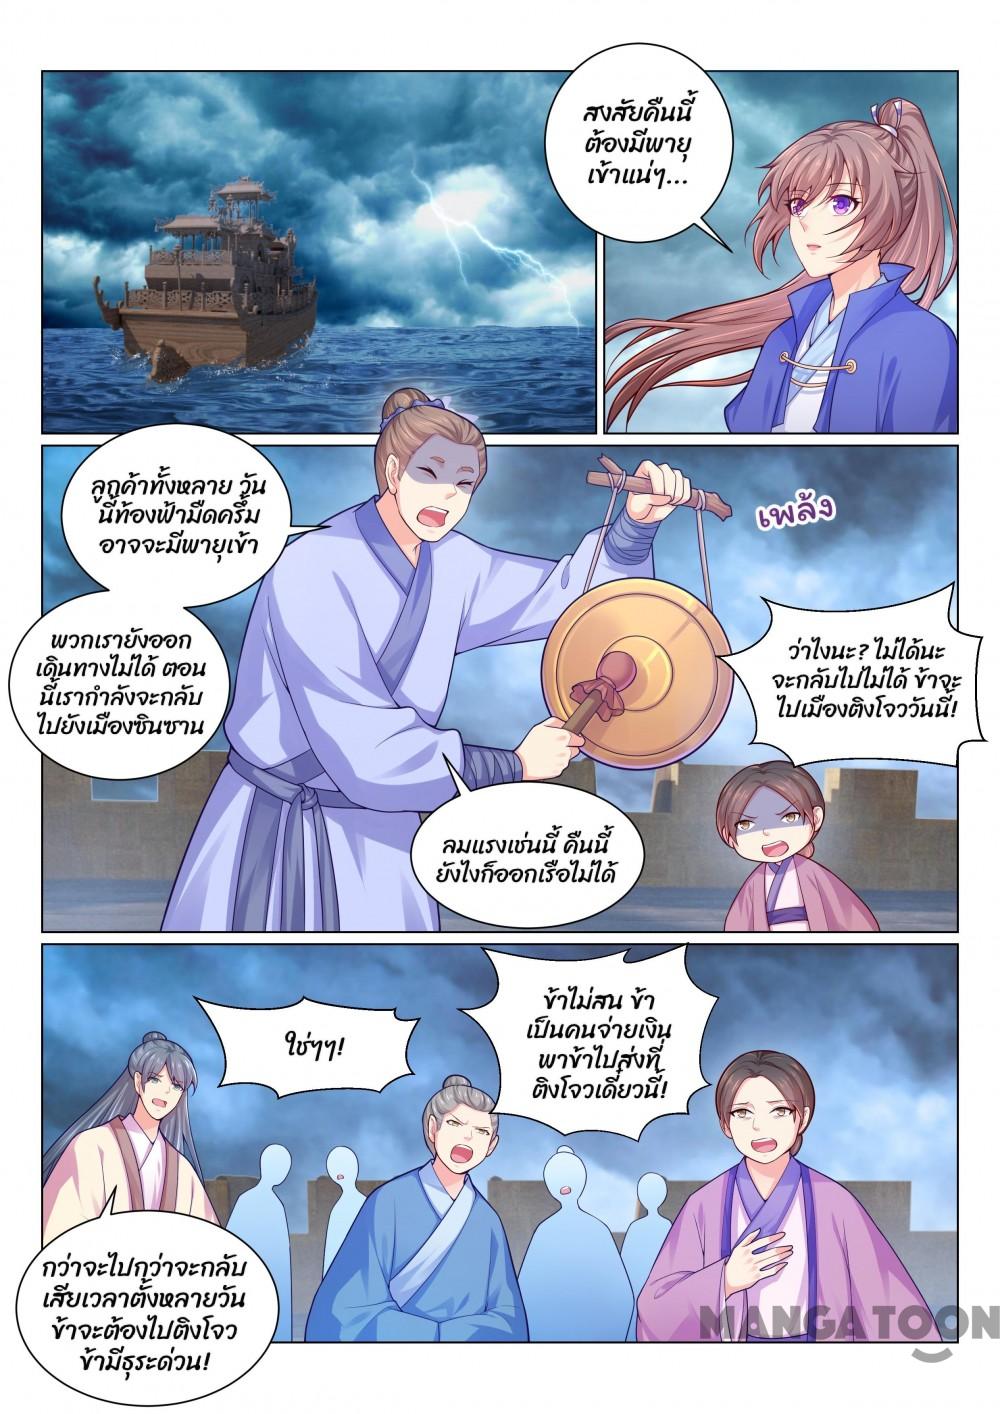 สงสัยคืนนี้
ต้องมีพายุ
เข้าแน่ๆ...
ลูกค้าทั้งหลาย วัน
นี้ท้องฟ้ามืดครึ้ม
อาจจะมีพายุเข้า
เพล้ง
พวกเรายังออก
เดินทางไม่ได้ ตอน
นี้เรากำลังจะกลับ
ไปยังเมืองซินซาน
ว่าไงนะ? ไม่ได้นะ
จะกลับไปไม่ได้ ข้าจะ
ไปเมืองติงโจววันนี้!
ลมแรงเช่นนี้ คืนนี้
ยังไงก็ออกเรือไม่ได้
ใช่ๆๆ!
ข้าไม่สน ข้า
เป็นคนจ่ายเงิน
พาข้าไปส่งที่
ติงโจวเดี๋ยวนี้!
กว่าจะไปกว่าจะกลับ
เสียเวลาตั้งหลายวัน
ข้าจะต้องไปติงโจว
ข้ามีธุระด่วน!
MANGATOON